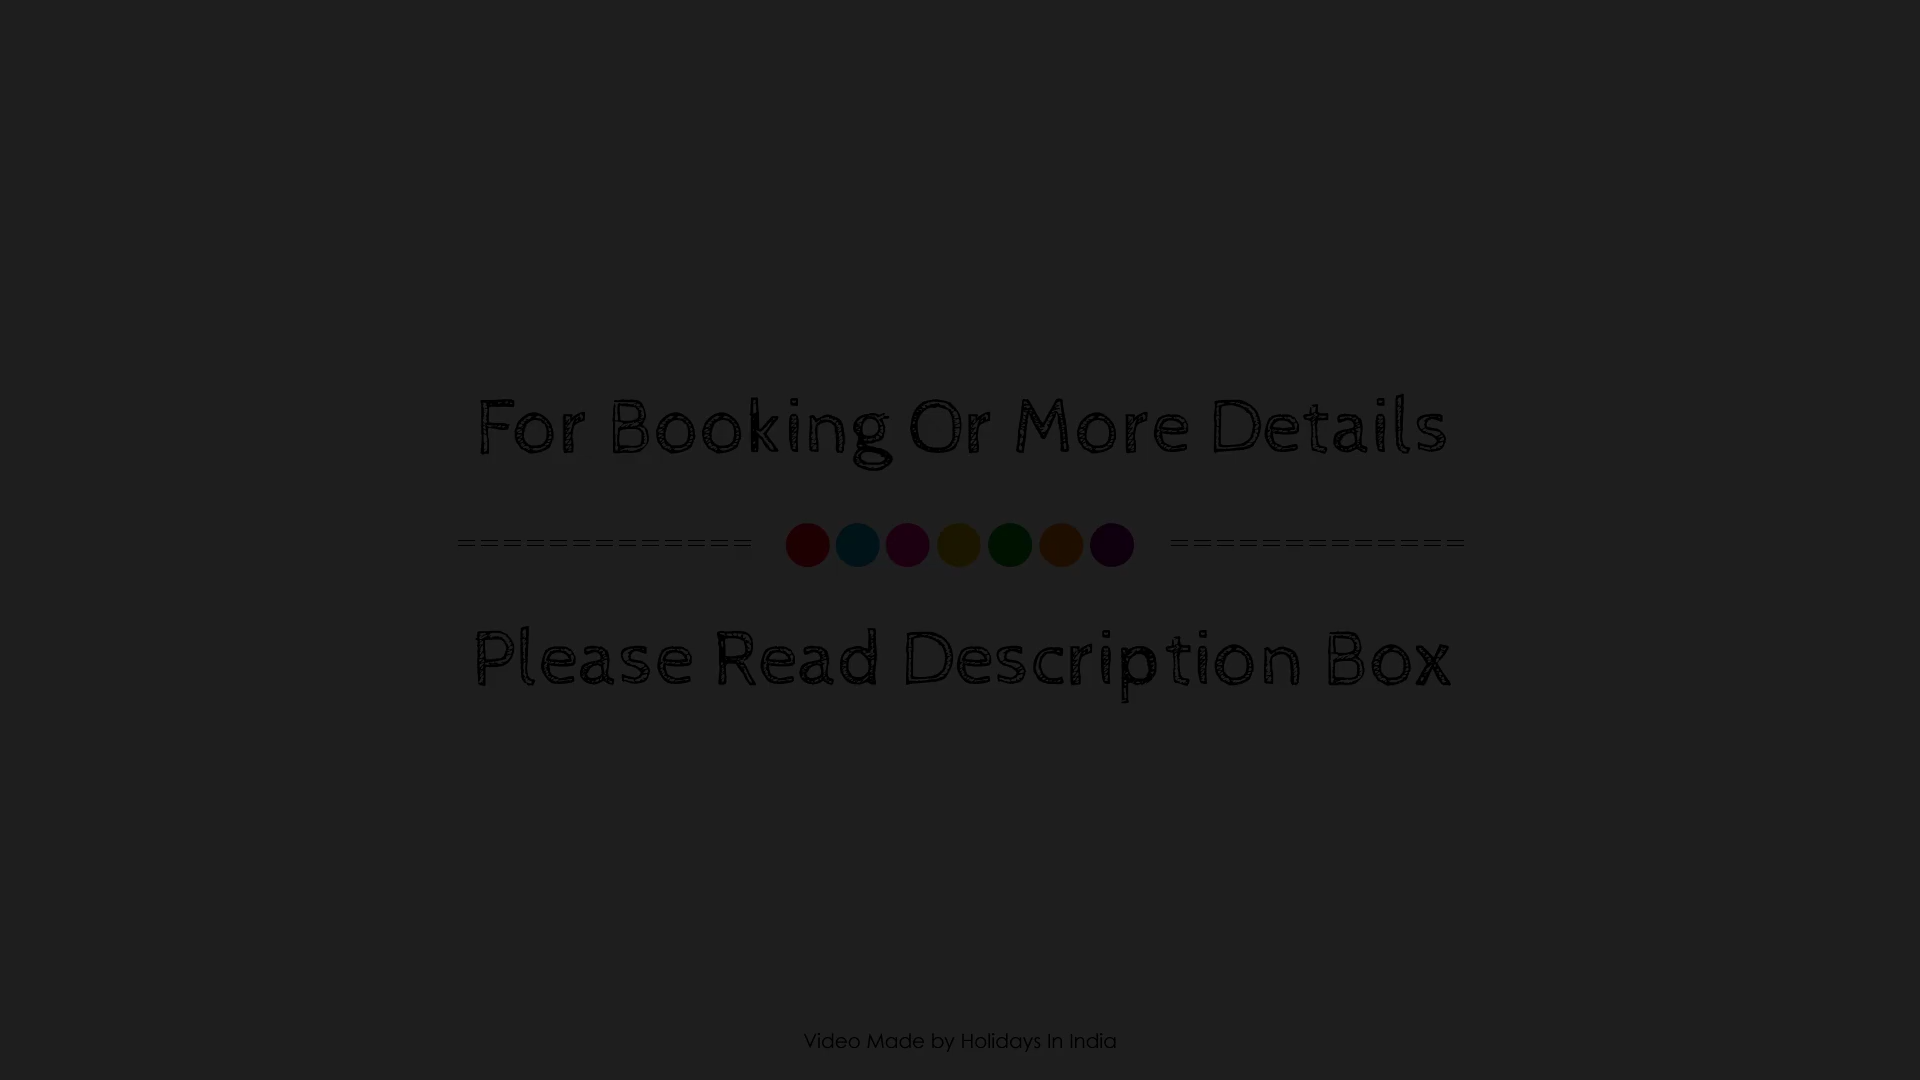 For Booking Or More Details
============= =============
Please Read Description Box
Video Made by Holidays In India